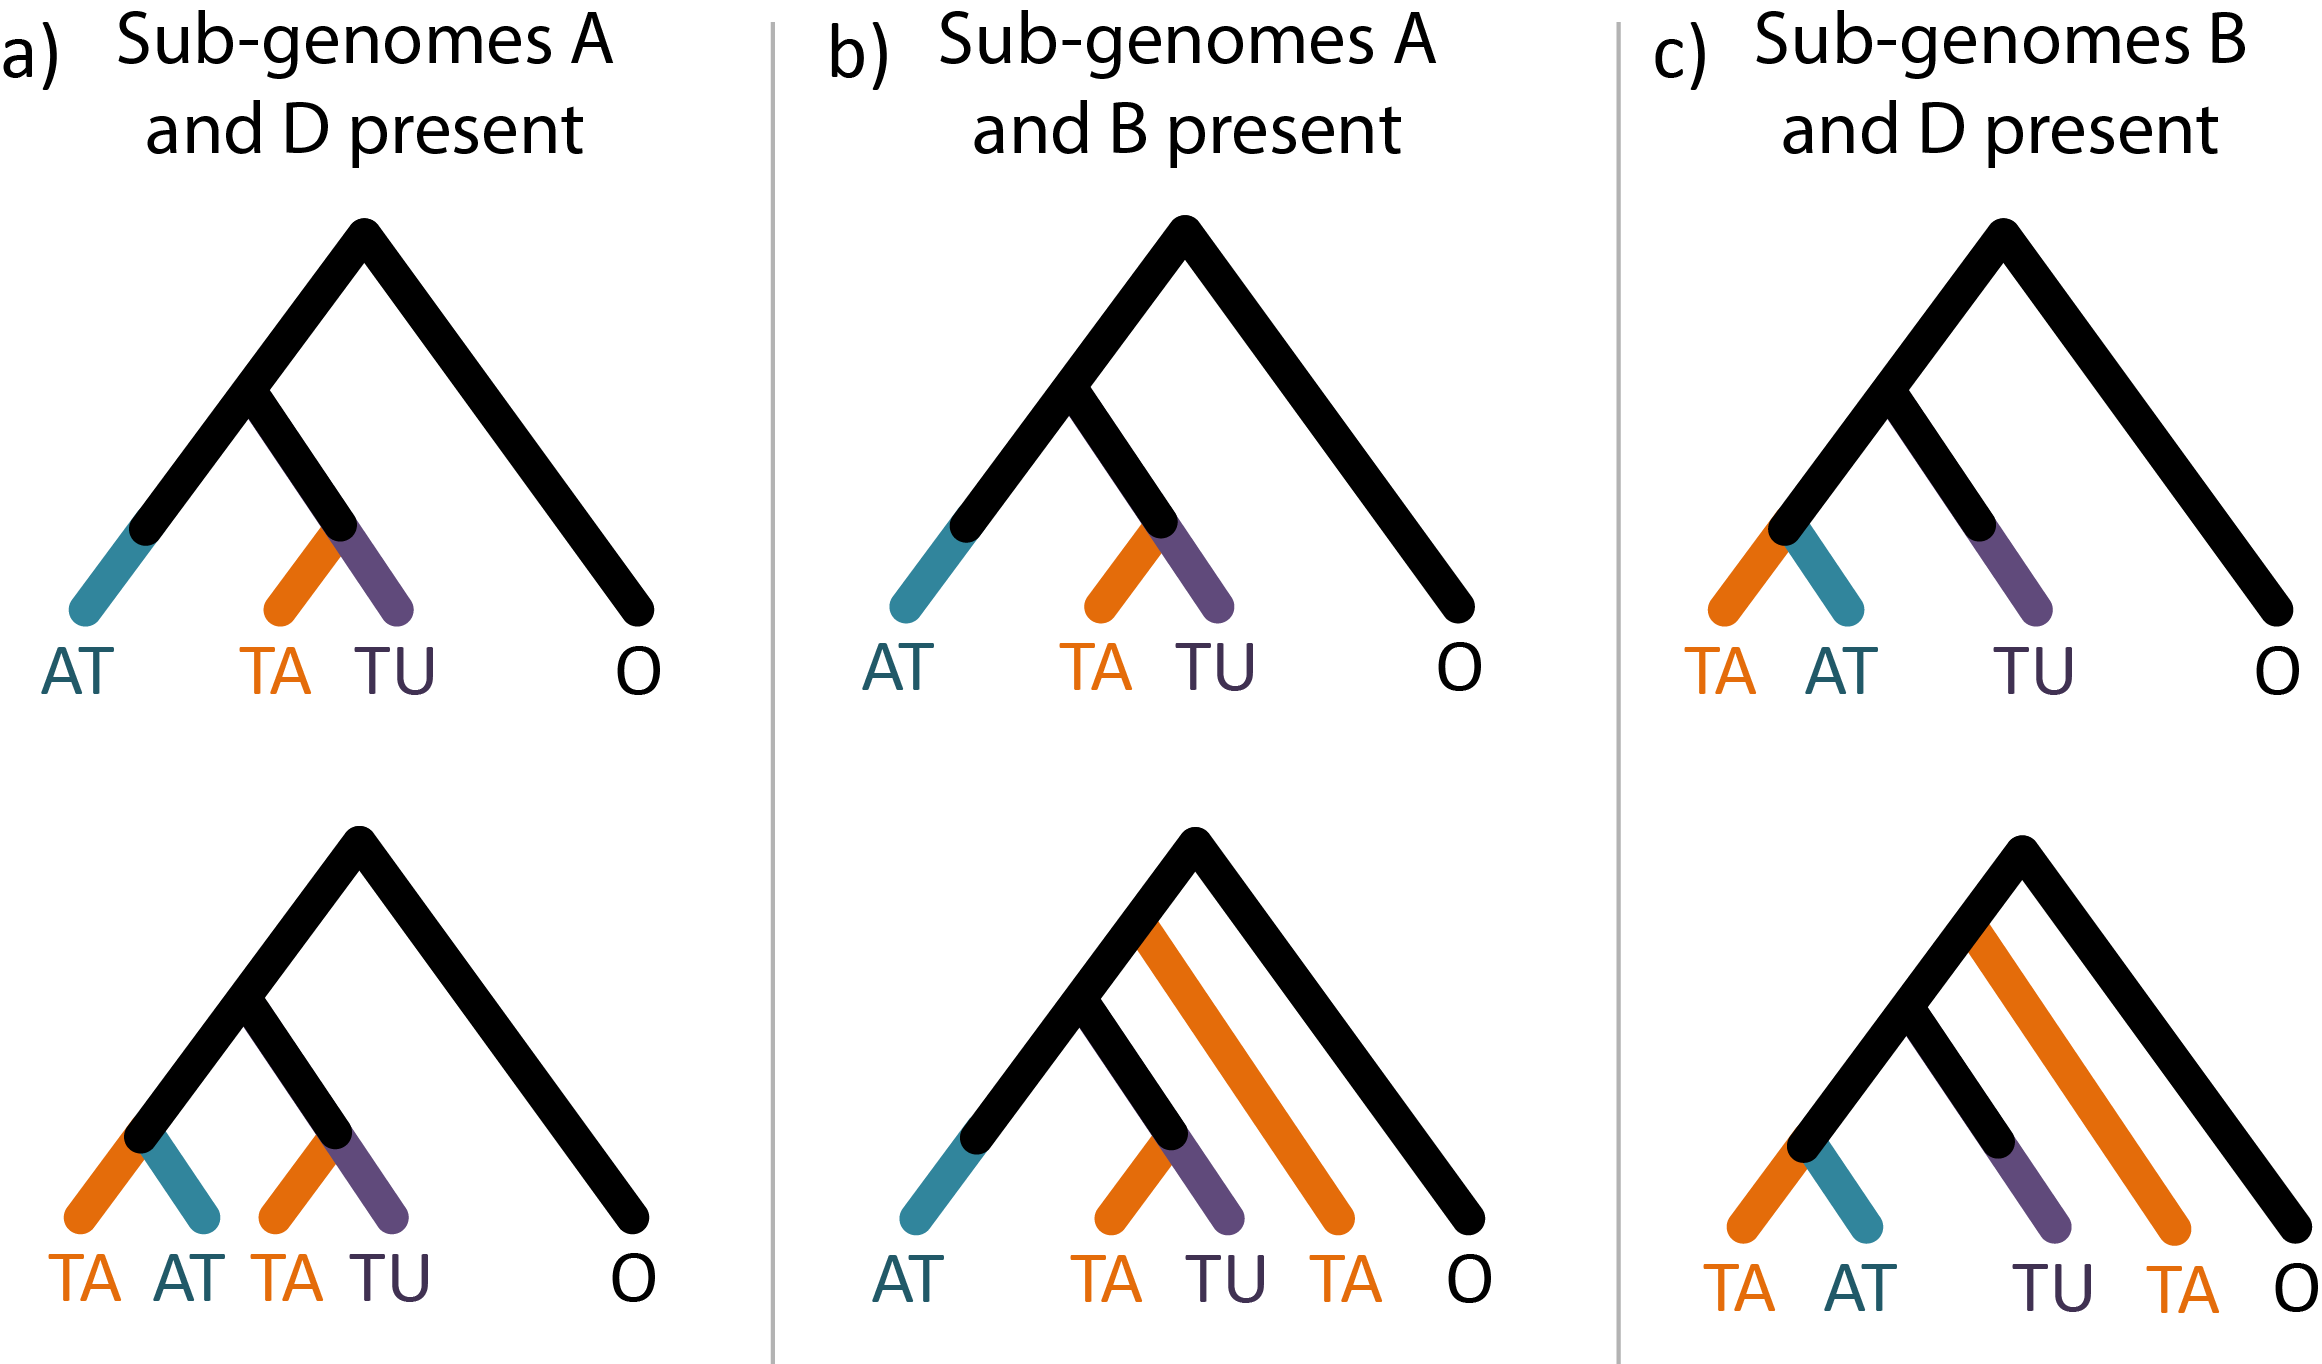 a) Sub-genomes A
and D present
AT TA TU O
TA AT TA TU O
b) Sub-genomes A
and B present
AT TA TU O
AT TA TU TA O
c) Sub-genomes B
and D present
TA AT TU O
TA AT TU TA O